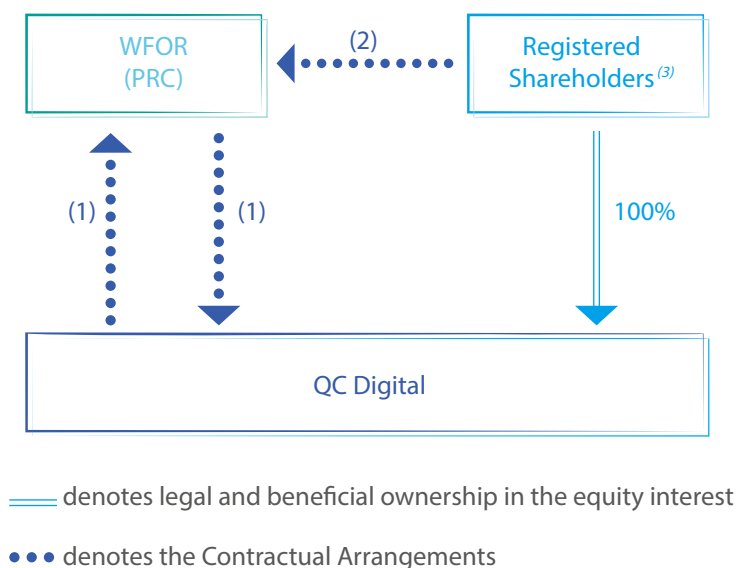 WFOR
(PRC)
(2)
Registered
Shareholders(3)
(1)
(1)
100%
QC Digital
denotes legal and beneficial ownership in the equity interest
denotes the Contractual Arrangements